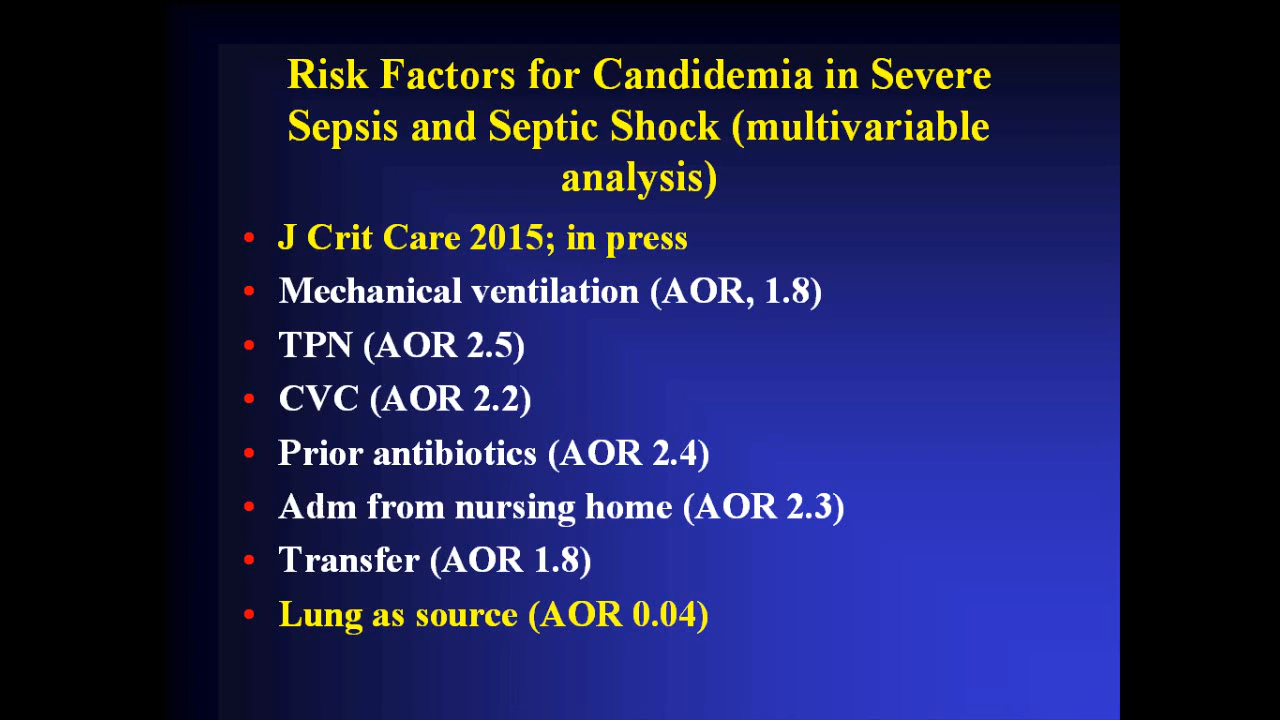 Risk Factors for Candidemia in Severe
Sepsis and Septic Shock (multivariable
analysis)
• J Crit Care 2015; in press
• Mechanical ventilation (AOR, 1.8)
• TPN (AOR 2.5)
• CVC (AOR 2.2)
• Prior antibiotics (AOR 2.4)
• Adm from nursing home (AOR 2.3)
• Transfer (AOR 1.8)
• Lung as source (AOR 0.04)